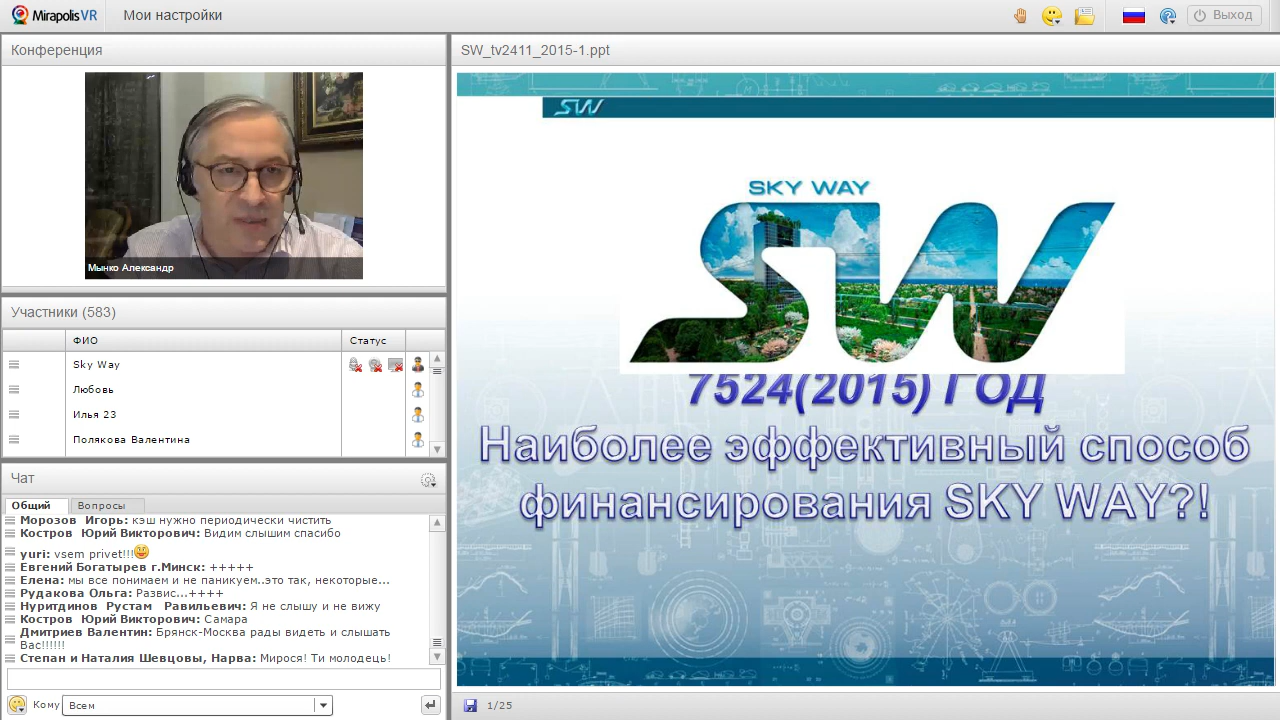 Mirapolis VR
Мои настройки
Выход
Конференция
Мынко Александр
Участники (583)
ФИО
Статус
Sky Way
Любовь
Илья 23
Полякова Валентина
Чат
Общий
Вопросы
Морозов Игорь: кэш нужно периодически чистить
Костров Юрий Викторович: Видим слышим спасибо
yuri: vsem privet!!!
Евгений Богатырев г.Минск: +++++
Елена: мы все понимаем и не паникуем..это так, некоторые...
Рудакова Ольга: Развис...++++
Нуритдинов Рустам Равильевич: Я не слышу и не вижу
Костров Юрий Викторович: Самара
Дмитриев Валентин: Брянск-Москва рады видеть и слышать
Вас!!!!!!
Степан и Наталия Шевцовы, Нарва: Мирося! Ти молодець!
Кому
Всем
SW_tv2411_2015-1.ppt
SW
SKY WAY
SW
7524(2015) ГОД
Наиболее эффективный способ
финансирования SKY WAY?!
1/25